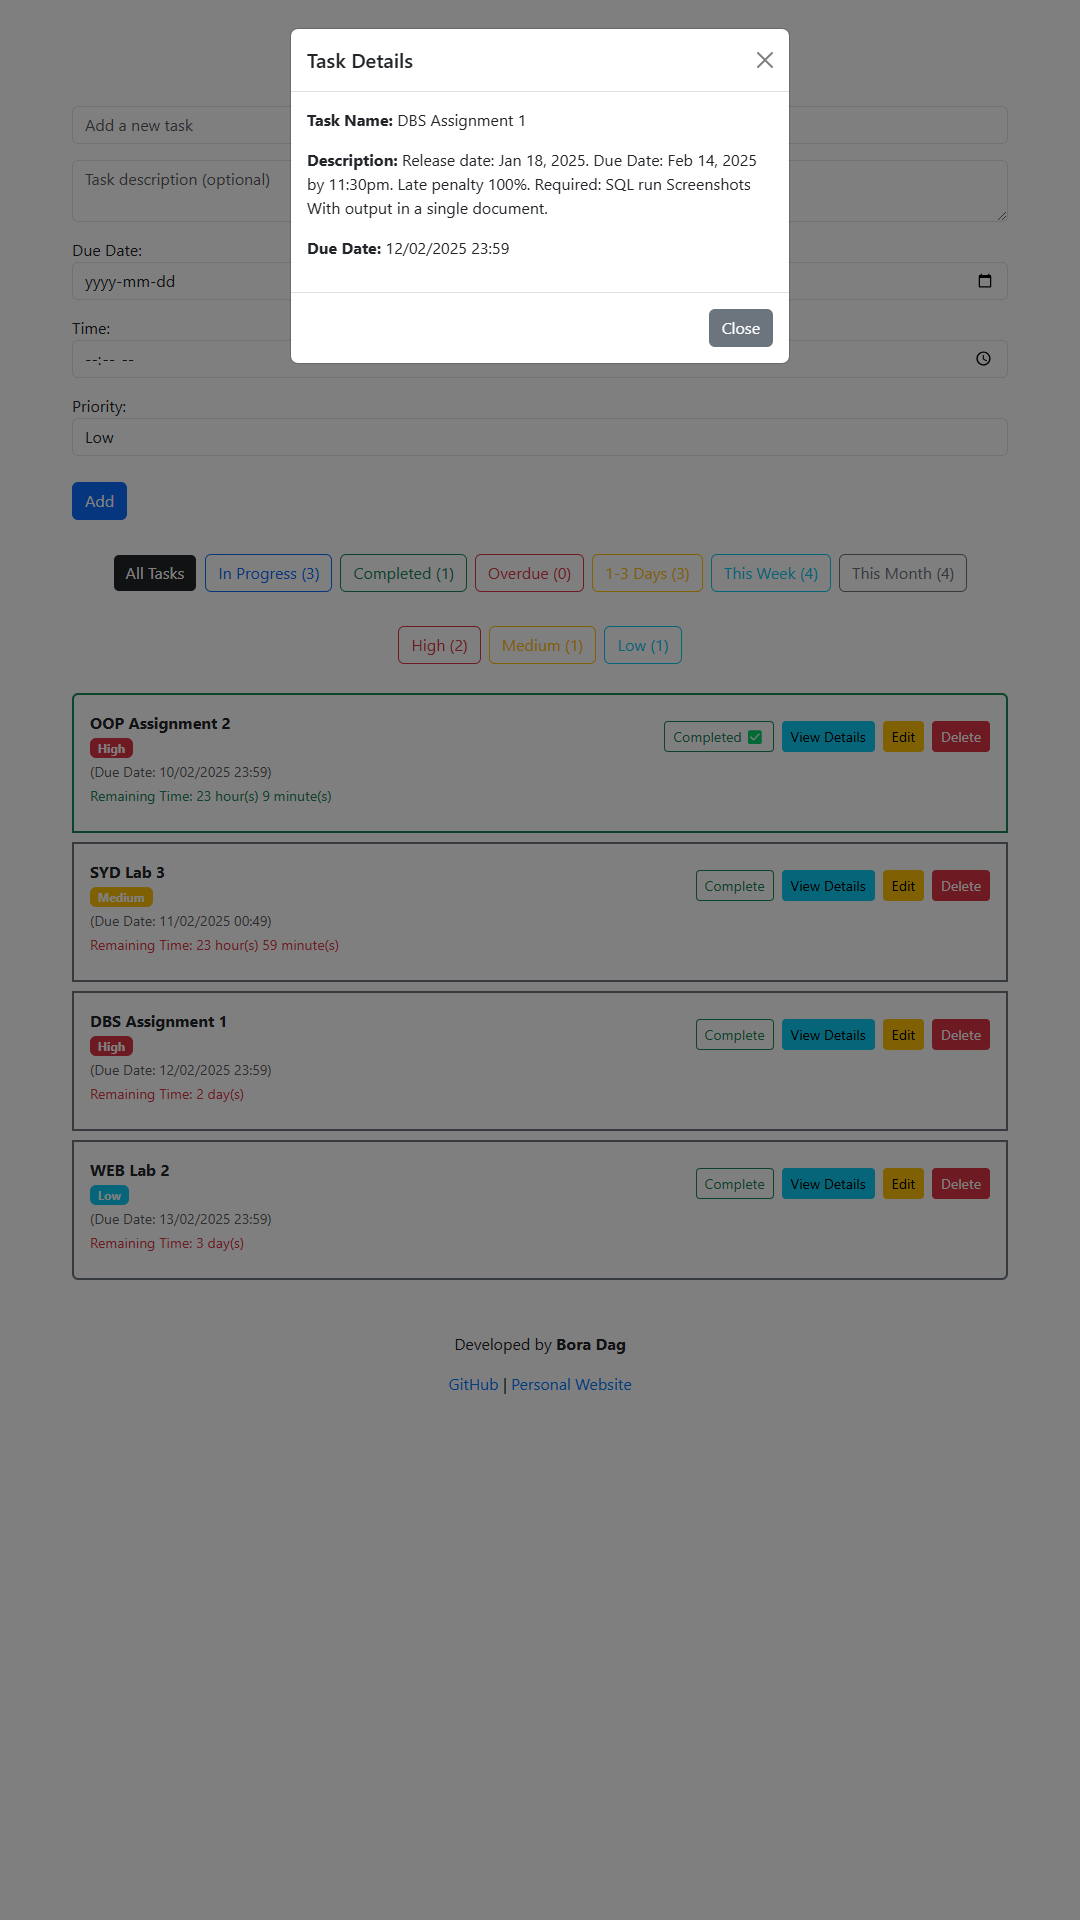 Task Details
Task Name: DBS Assignment 1
Description: Release date: Jan 18, 2025. Due Date: Feb 14, 2025
by 11:30pm. Late penalty 100%. Required: SQL run Screenshots
With output in a single document.
Due Date: 12/02/2025 23:59
Close
Add a new task
Task description (optional)
Due Date:
yyyy-mm-dd
Time:
--:-- --
Priority:
Low
Add
All Tasks In Progress (3) Completed (1) Overdue (0) 1-3 Days (3) This Week (4) This Month (4)
High (2) Medium (1) Low (1)
OOP Assignment 2
High
(Due Date: 10/02/2025 23:59)
Remaining Time: 23 hour(s) 9 minute(s)
Completed ✅ View Details Edit Delete
SYD Lab 3
Medium
(Due Date: 11/02/2025 00:49)
Remaining Time: 23 hour(s) 59 minute(s)
Complete View Details Edit Delete
DBS Assignment 1
High
(Due Date: 12/02/2025 23:59)
Remaining Time: 2 day(s)
Complete View Details Edit Delete
WEB Lab 2
Low
(Due Date: 13/02/2025 23:59)
Remaining Time: 3 day(s)
Complete View Details Edit Delete
Developed by Bora Dag
GitHub | Personal Website